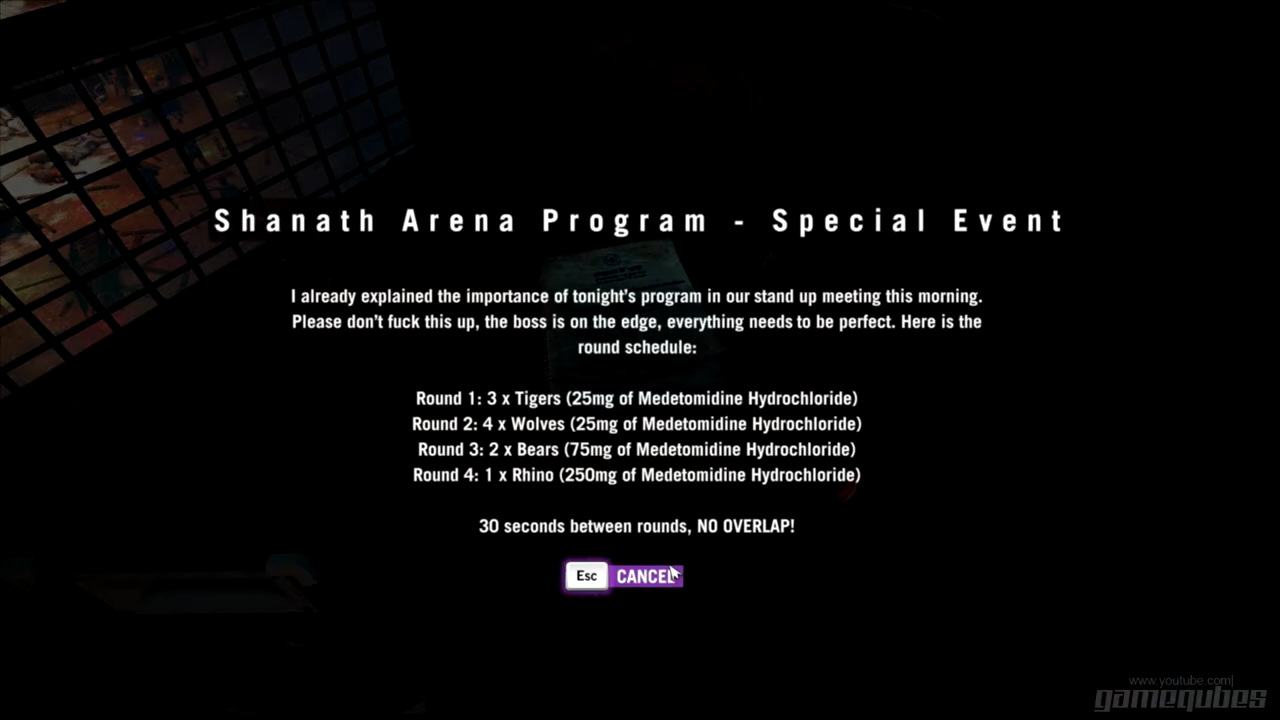 Shanath Arena Program - Special Event
I already explained the importance of tonight's program in our stand up meeting this morning.
Please don't fuck this up, the boss is on the edge, everything needs to be perfect. Here is the
round schedule:
Round 1: 3 x Tigers (25mg of Medetomidine Hydrochloride)
Round 2: 4 x Wolves (25mg of Medetomidine Hydrochloride)
Round 3: 2 x Bears (75mg of Medetomidine Hydrochloride)
Round 4: 1 x Rhino (250mg of Medetomidine Hydrochloride)
30 seconds between rounds, NO OVERLAP!
Esc CANCEL
www.youtube.com|
gamequbes